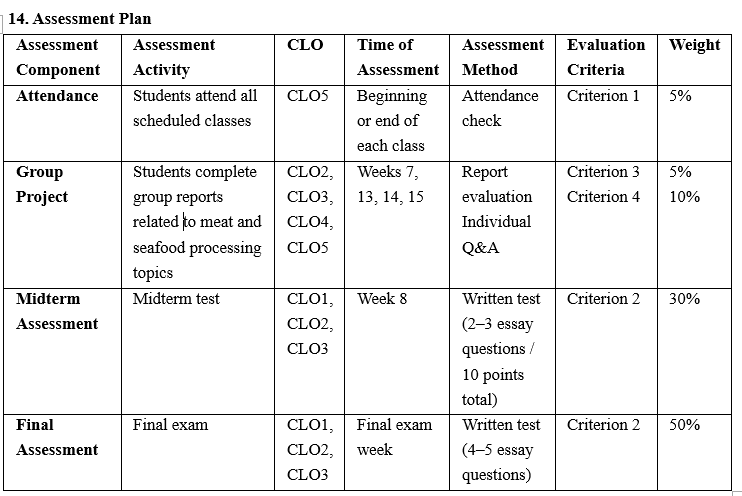 14. Assessment Plan
Assessment Component | Assessment Activity | CLO | Time of Assessment | Assessment Method | Evaluation Criteria | Weight
Attendance | Students attend all scheduled classes | CLO5 | Beginning or end of each class | Attendance check | Criterion 1 | 5%
Group Project | Students complete group reports related to meat and seafood processing topics | CLO2, CLO3, CLO4, CLO5 | Weeks 7, 13, 14, 15 | Report evaluation Individual Q&A | Criterion 3 Criterion 4 | 5% 10%
Midterm Assessment | Midterm test | CLO1, CLO2, CLO3 | Week 8 | Written test (2–3 essay questions / 10 points total) | Criterion 2 | 30%
Final Assessment | Final exam | CLO1, CLO2, CLO3 | Final exam week | Written test (4–5 essay questions) | Criterion 2 | 50%